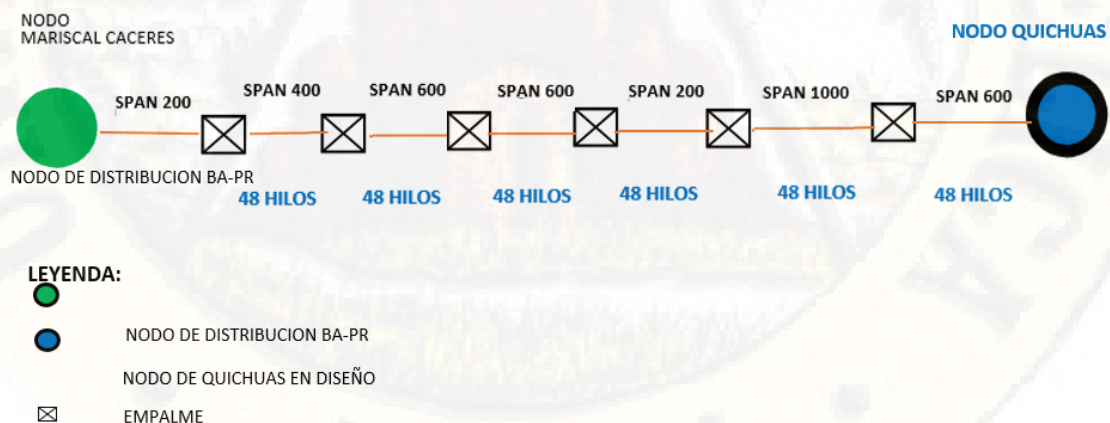 NODO
MARISCAL CACERES
NODO QUICHUAS
SPAN 200
SPAN 400
SPAN 600
SPAN 600
SPAN 200
SPAN 1000
SPAN 600
NODO DE DISTRIBUCION BA-PR
48 HILOS
48 HILOS
48 HILOS
48 HILOS
48 HILOS
48 HILOS
LEYENDA:
NODO DE DISTRIBUCION BA-PR
NODO DE QUICHUAS EN DISEÑO
EMPALME